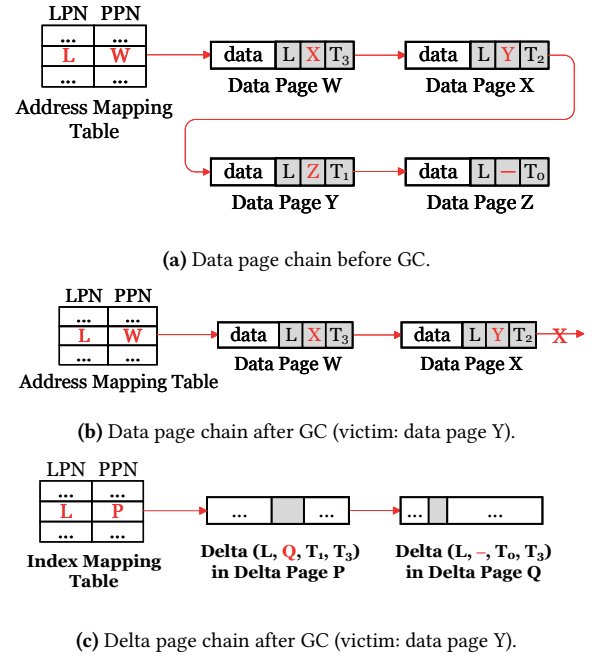 LPN PPN
... ...
L W
... ...
Address Mapping
Table
data L X T₃
Data Page W
data L Y T₂
Data Page X
data L Z T₁
Data Page Y
data L – T₀
Data Page Z
(a) Data page chain before GC.
LPN PPN
... ...
L W
... ...
Address Mapping Table
data L X T₃
Data Page W
data L Y T₂
Data Page X
X
(b) Data page chain after GC (victim: data page Y).
LPN PPN
... ...
L P
... ...
Index Mapping
Table
... ...
Delta (L, Q, T₁, T₃)
in Delta Page P
... ...
Delta (L, –, T₀, T₃)
in Delta Page Q
(c) Delta page chain after GC (victim: data page Y).